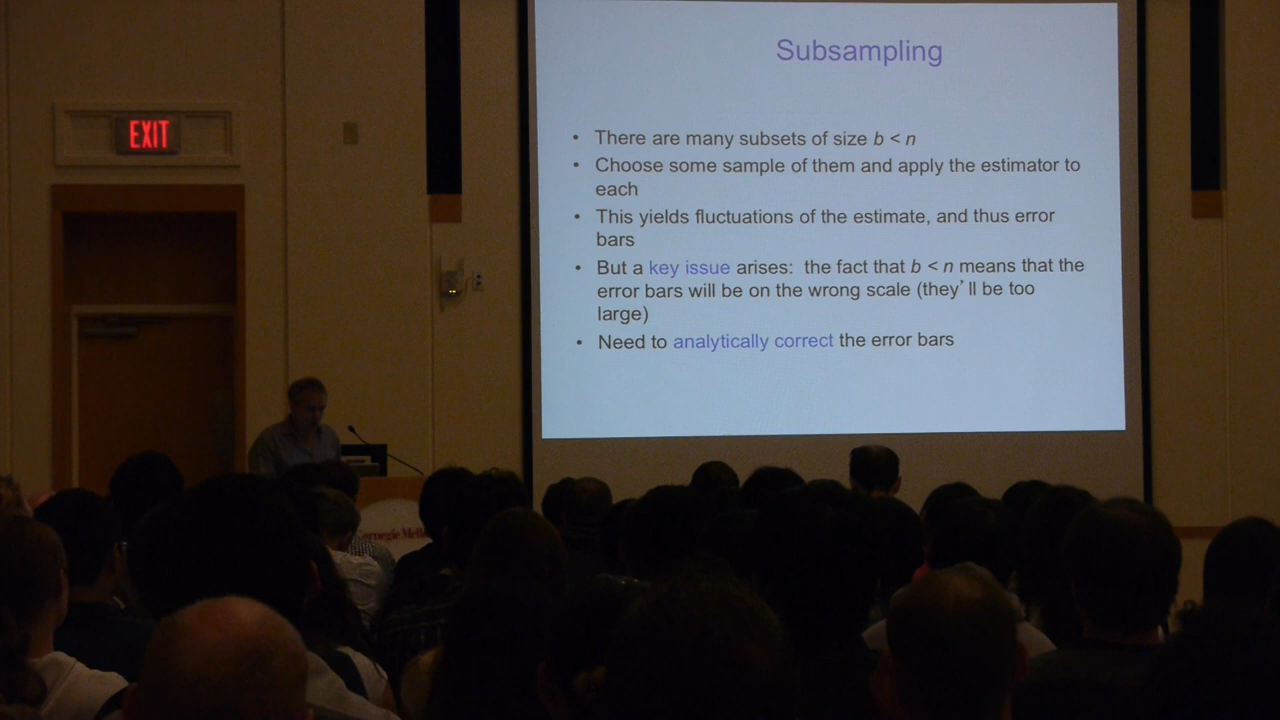 Subsampling
EXIT
• There are many subsets of size b < n
• Choose some sample of them and apply the estimator to
each
• This yields fluctuations of the estimate, and thus error
bars
• But a key issue arises: the fact that b < n means that the
error bars will be on the wrong scale (they'll be too
large)
• Need to analytically correct the error bars